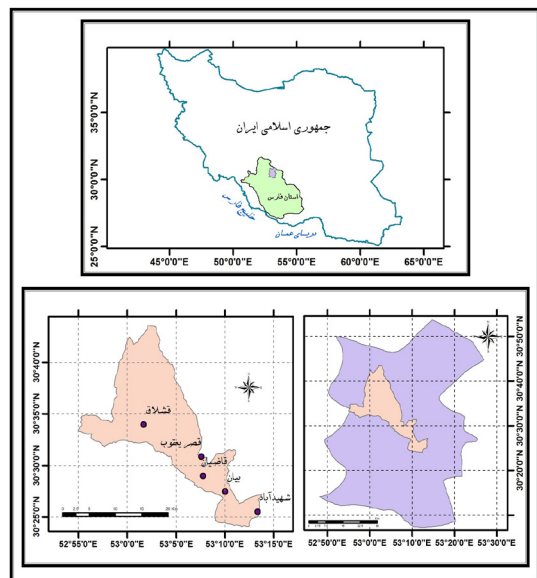 35°0'0"N
30°0'0"N
25°0'0"N
جمهوری اسلامی ایران
استان فارس
خلیج فارس
دریای عمان
45°0'0"E 50°0'0"E 55°0'0"E 60°0'0"E 65°0'0"E
30°40'0"N
30°35'0"N
30°30'0"N
30°25'0"N
قشلاق
قصر یعقوب
قاضیان
بیان
شهیدآباد
52°55'0"E 53°0'0"E 53°5'0"E 53°10'0"E 53°15'0"E
30°50'0"N
30°40'0"N
30°30'0"N
30°20'0"N
52°50'0"E 53°0'0"E 53°10'0"E 53°20'0"E 53°30'0"E